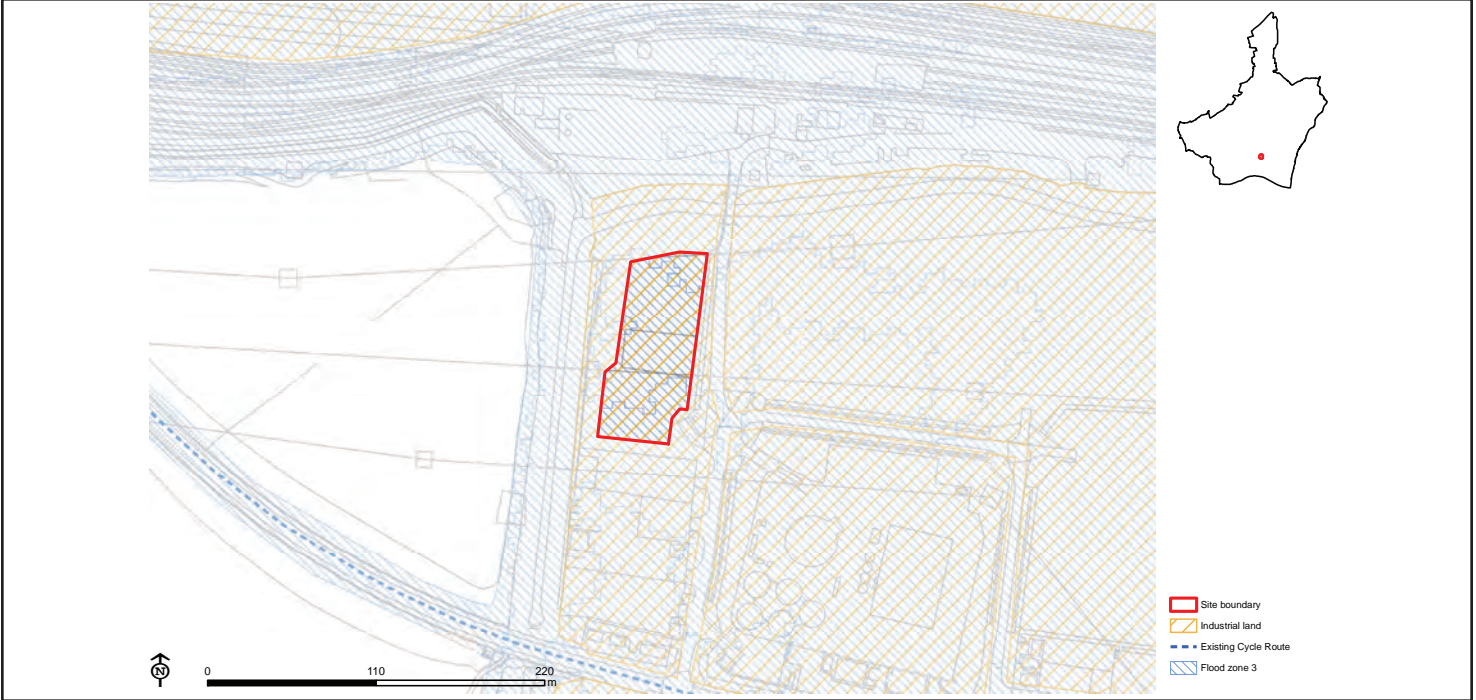 Site boundary
Industrial land
Existing Cycle Route
Flood zone 3
N
0 110 220
m